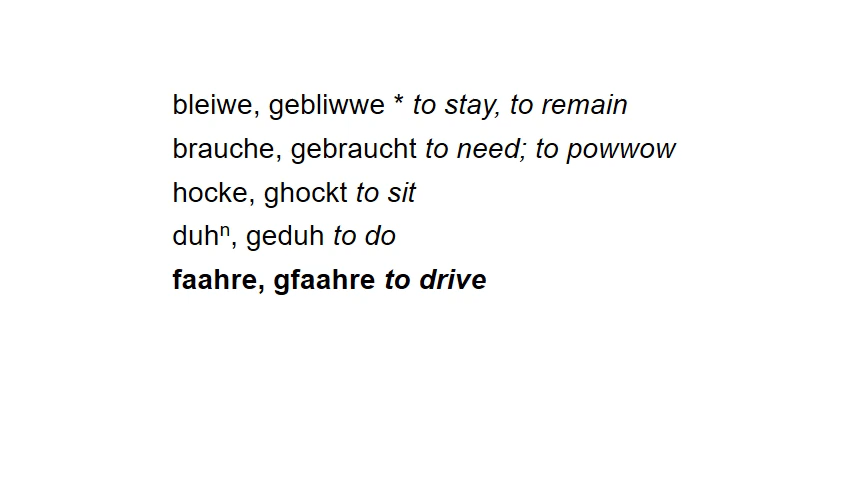 bleiwe, gebliwwe * to stay, to remain
brauche, gebraucht to need; to powwow
hocke, ghockt to sit
duhⁿ, geduh to do
faahre, gfaahre to drive